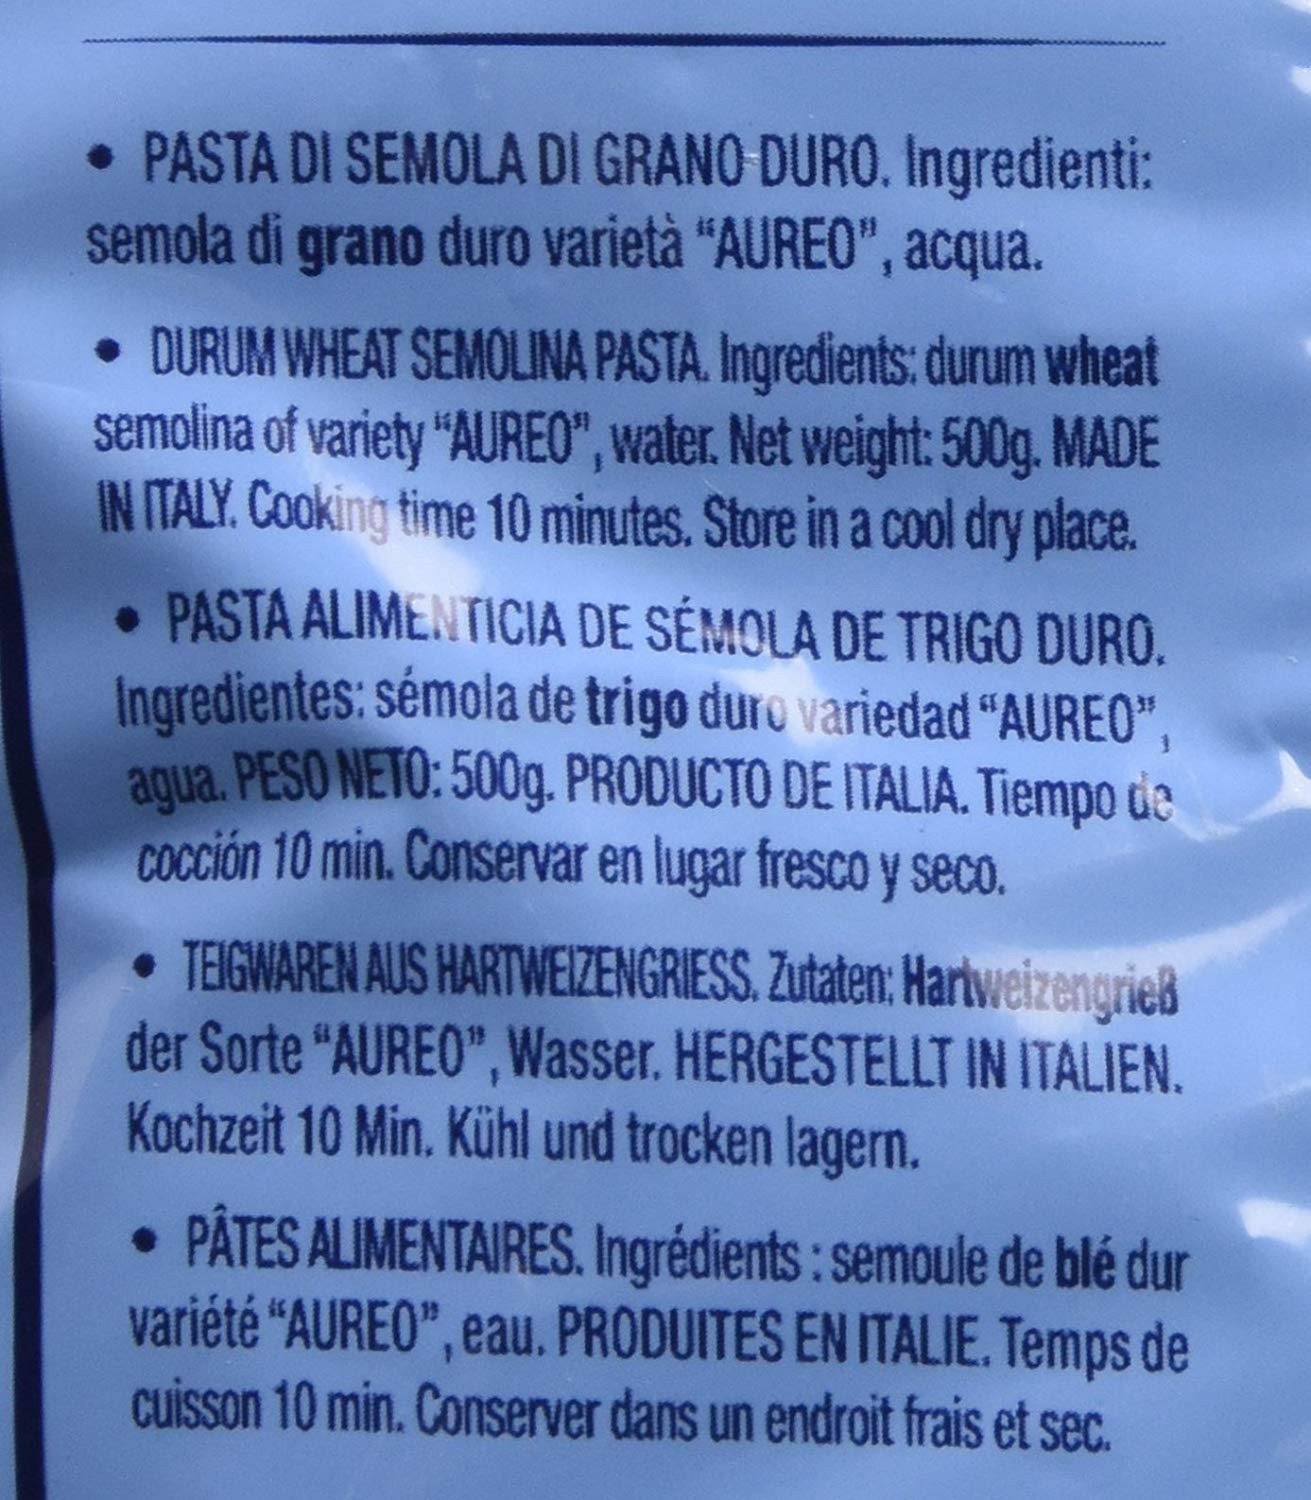 • PASTA DI SEMOLA DI GRANO DURO. Ingredienti:
semola di grano duro varietà “AUREO”, acqua.
• DURUM WHEAT SEMOLINA PASTA. Ingredients: durum wheat
semolina of variety “AUREO”, water. Net weight: 500g. MADE
IN ITALY. Cooking time 10 minutes. Store in a cool dry place.
• PASTA ALIMENTICIA DE SÉMOLA DE TRIGO DURO.
Ingredientes: sémola de trigo duro variedad “AUREO”,
agua. PESO NETO: 500g. PRODUCTO DE ITALIA. Tiempo de
cocción 10 min. Conservar en lugar fresco y seco.
• TEIGWAREN AUS HARTWEIZENGRIESS. Zutaten: Hartweizengrieß
der Sorte “AUREO”, Wasser. HERGESTELLT IN ITALIEN.
Kochzeit 10 Min. Kühl und trocken lagern.
• PÂTES ALIMENTAIRES. Ingrédients : semoule de blé dur
variété “AUREO”, eau. PRODUITES EN ITALIE. Temps de
cuisson 10 min. Conserver dans un endroit frais et sec.